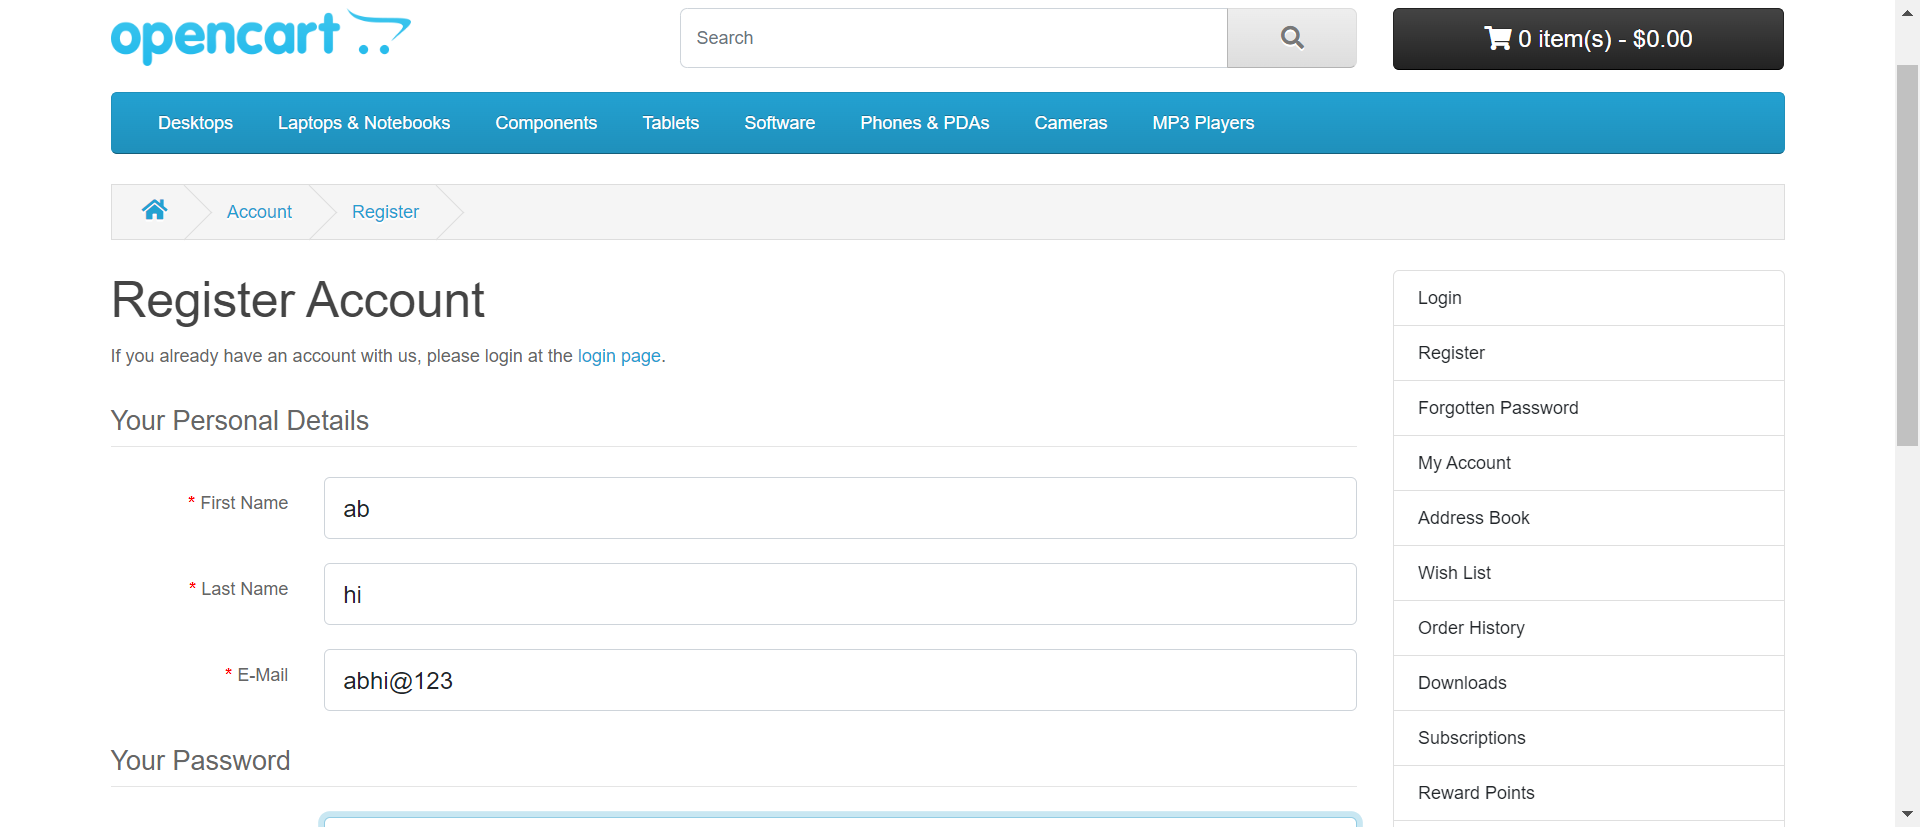 opencart
Search
0 item(s) - $0.00
Desktops Laptops & Notebooks Components Tablets Software Phones & PDAs Cameras MP3 Players
Account Register
Register Account
If you already have an account with us, please login at the login page.
Your Personal Details
* First Name ab
* Last Name hi
* E-Mail abhi@123
Your Password
Login
Register
Forgotten Password
My Account
Address Book
Wish List
Order History
Downloads
Subscriptions
Reward Points